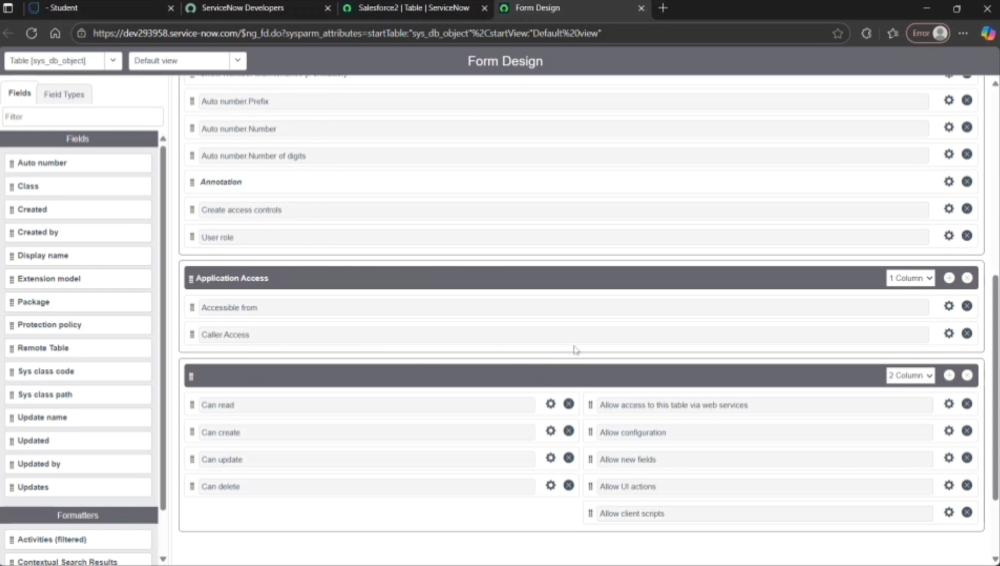 - Student
ServiceNow Developers
Salesforce2 | Table | ServiceNow
Form Design
https://dev293958.service-now.com/$ng_fd.do?sysparm_attributes=startTable:"sys_db_object"%2CstartView:"Default%20view"
Error
Table [sys_db_object]
Default view
Form Design
Fields
Field Types
Filter
Fields
Auto number
Class
Created
Created by
Display name
Extension model
Package
Protection policy
Remote Table
Sys class code
Sys class path
Update name
Updated
Updated by
Updates
Formatters
Activities (filtered)
Contextual Search Results
Auto number.Prefix
Auto number.Number
Auto number.Number of digits
Annotation
Create access controls
User role
Application Access
1 Column
Accessible from
Caller Access
2 Column
Can read
Allow access to this table via web services
Can create
Allow configuration
Can update
Allow new fields
Can delete
Allow UI actions
Allow client scripts